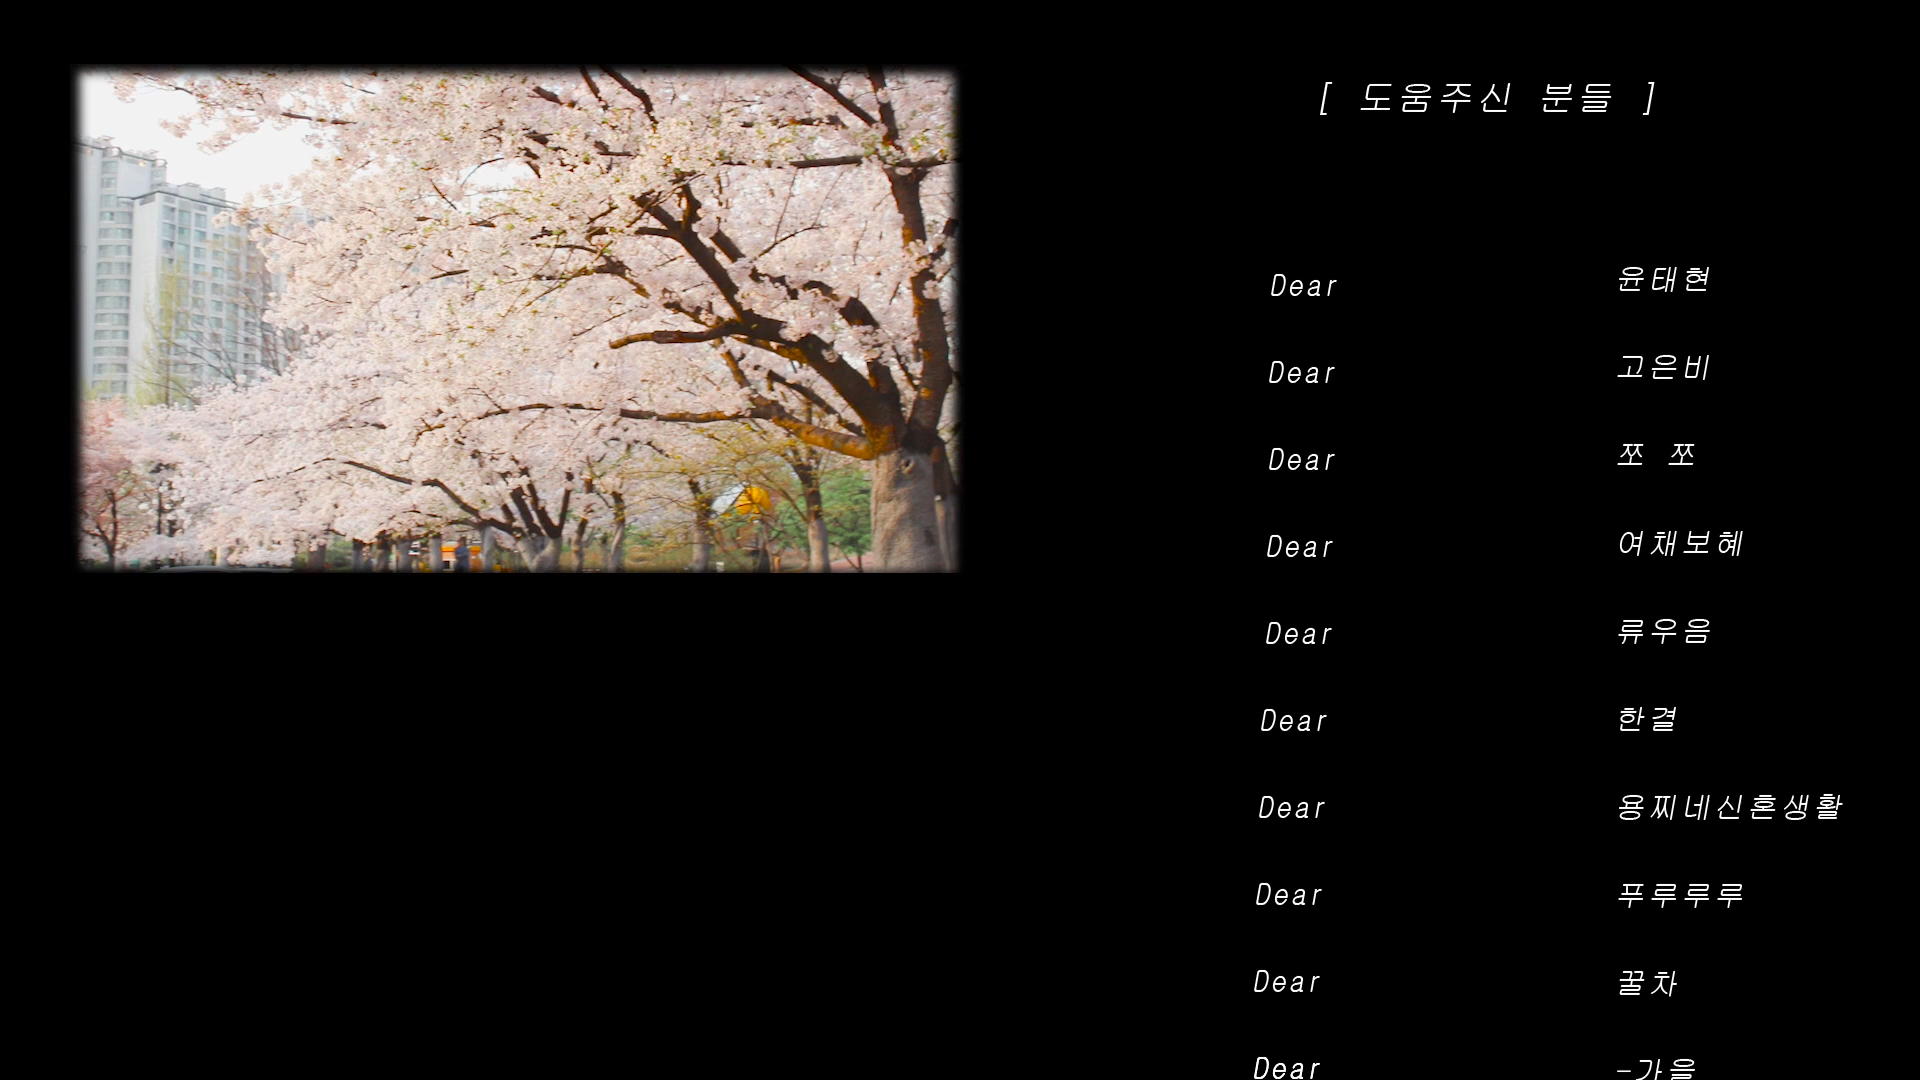 [ 도움주신 분들 ]
Dear 윤태현
Dear 고은비
Dear 쪼 쪼
Dear 여채보혜
Dear 류우음
Dear 한결
Dear 용찌네신혼생활
Dear 푸루루루
Dear 꿀차
Dear -가을